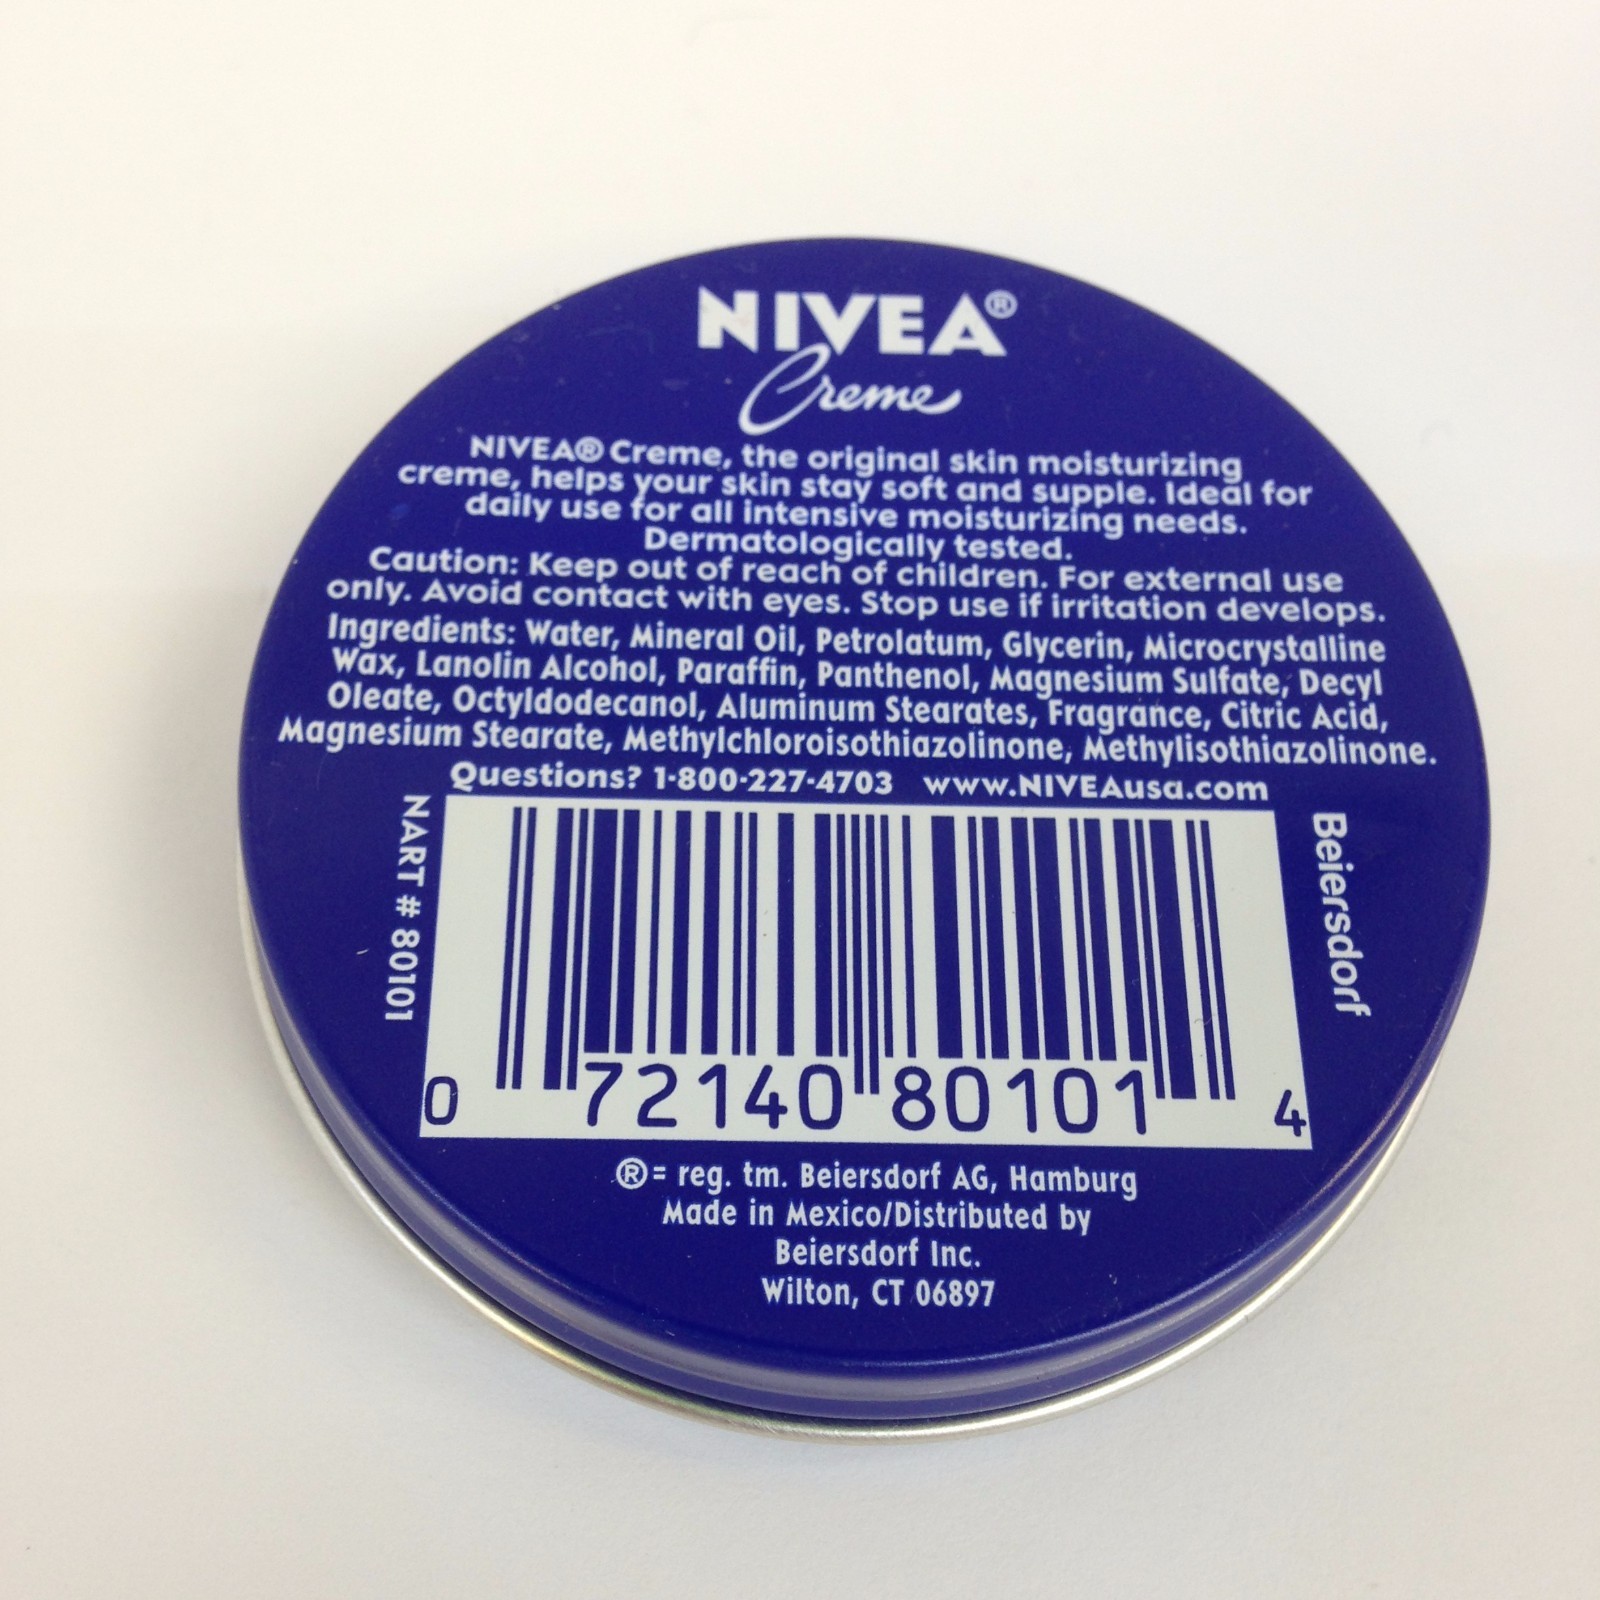 NIVEA®
Creme
NIVEA® Creme, the original skin moisturizing
creme, helps your skin stay soft and supple. Ideal for
daily use for all intensive moisturizing needs.
Dermatologically tested.
Caution: Keep out of reach of children. For external use
only. Avoid contact with eyes. Stop use if irritation develops.
Ingredients: Water, Mineral Oil, Petrolatum, Glycerin, Microcrystalline
Wax, Lanolin Alcohol, Paraffin, Panthenol, Magnesium Sulfate, Decyl
Oleate, Octyldodecanol, Aluminum Stearates, Fragrance, Citric Acid,
Magnesium Stearate, Methylchloroisothiazolinone, Methylisothiazolinone.
Questions? 1-800-227-4703 www.NIVEAusa.com
NART # 80101
Beiersdorf
0 72140 80101 4
®= reg. tm. Beiersdorf AG, Hamburg
Made in Mexico/Distributed by
Beiersdorf Inc.
Wilton, CT 06897